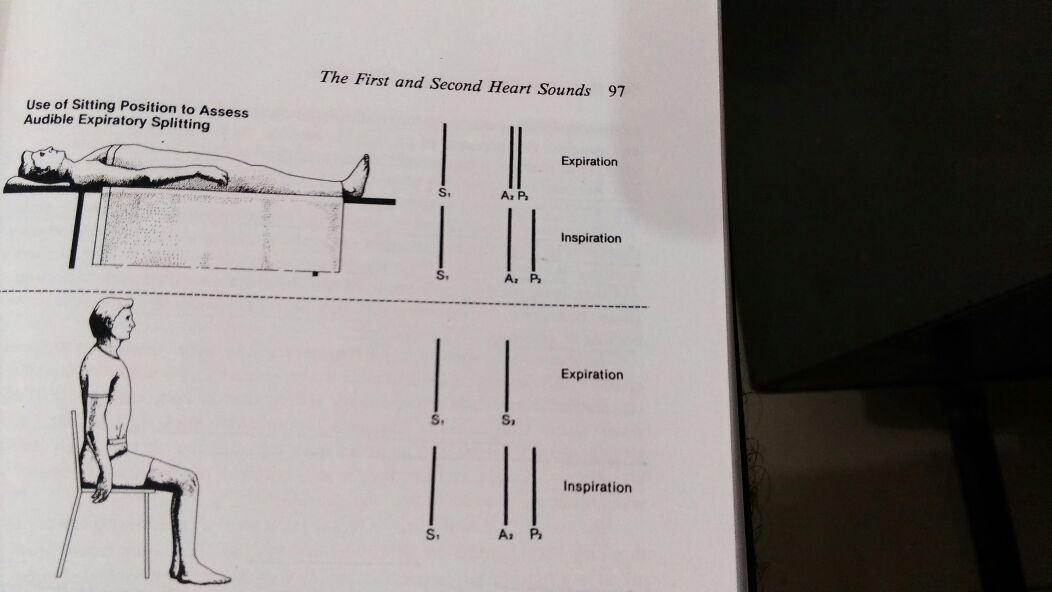 The First and Second Heart Sounds 97
Use of Sitting Position to Assess
Audible Expiratory Splitting
Expiration
S₁ A₂ P₂
Inspiration
S₁ A₂ P₂
Expiration
S₁ S₂
Inspiration
S₁ A₂ P₂